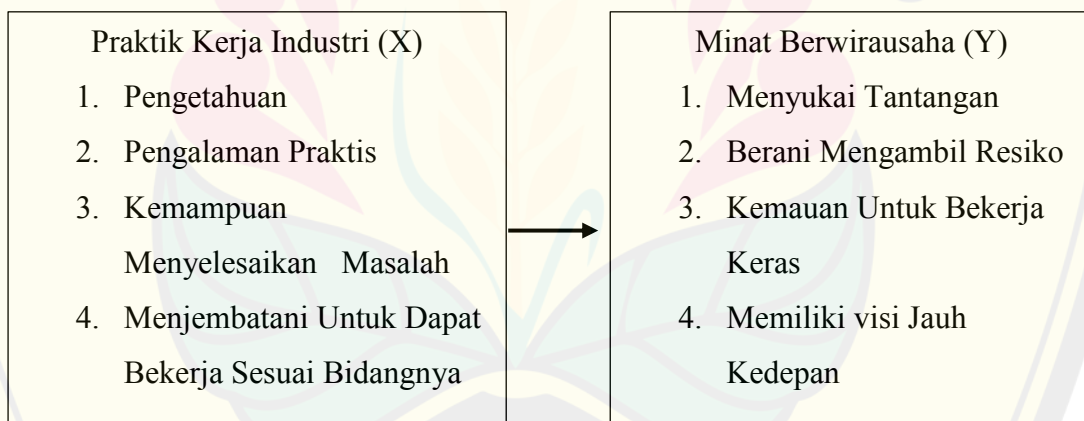 Praktik Kerja Industri (X)
1. Pengetahuan
2. Pengalaman Praktis
3. Kemampuan
Menyelesaikan Masalah
4. Menjembatani Untuk Dapat
Bekerja Sesuai Bidangnya
Minat Berwirausaha (Y)
1. Menyukai Tantangan
2. Berani Mengambil Resiko
3. Kemauan Untuk Bekerja
Keras
4. Memiliki visi Jauh
Kedepan